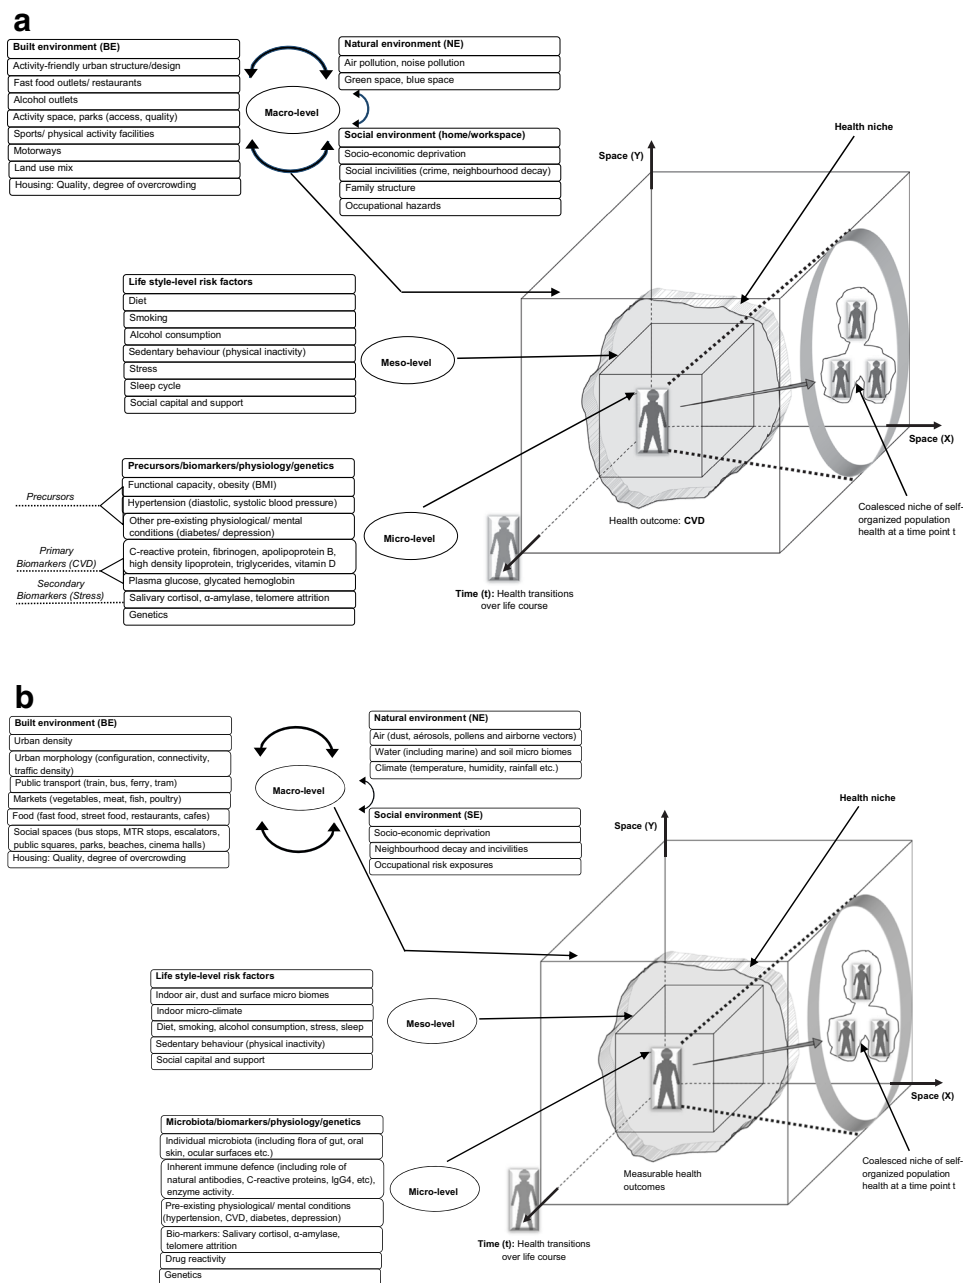 a
Built environment (BE)
Activity-friendly urban structure/design
Fast food outlets/ restaurants
Alcohol outlets
Activity space, parks (access, quality)
Sports/ physical activity facilities
Motorways
Land use mix
Housing: Quality, degree of overcrowding
Macro-level
Natural environment (NE)
Air pollution, noise pollution
Green space, blue space
Social environment (home/workspace)
Socio-economic deprivation
Social incivilities (crime, neighbourhood decay)
Family structure
Occupational hazards
Health niche
Space (Y)
Life style-level risk factors
Diet
Smoking
Alcohol consumption
Sedentary behaviour (physical inactivity)
Stress
Sleep cycle
Social capital and support
Meso-level
Space (X)
Precursors/biomarkers/physiology/genetics
Functional capacity, obesity (BMI)
Hypertension (diastolic, systolic blood pressure)
Other pre-existing physiological/ mental
conditions (diabetes/ depression)
C-reactive protein, fibrinogen, apolipoprotein B,
high density lipoprotein, triglycerides, vitamin D
Plasma glucose, glycated hemoglobin
Salivary cortisol, α-amylase, telomere attrition
Genetics
Precursors
Primary
Biomarkers (CVD)
Secondary
Biomarkers (Stress)
Micro-level
Health outcome: CVD
Coalesced niche of self-
organized population
health at a time point t
Time (t): Health transitions
over life course
b
Built environment (BE)
Urban density
Urban morphology (configuration, connectivity,
traffic density)
Public transport (train, bus, ferry, tram)
Markets (vegetables, meat, fish, poultry)
Food (fast food, street food, restaurants, cafes)
Social spaces (bus stops, MTR stops, escalators,
public squares, parks, beaches, cinema halls)
Housing: Quality, degree of overcrowding
Macro-level
Natural environment (NE)
Air (dust, aérosols, pollens and airborne vectors)
Water (including marine) and soil micro biomes
Climate (temperature, humidity, rainfall etc.)
Social environment (SE)
Socio-economic deprivation
Neighbourhood decay and incivilities
Occupational risk exposures
Health niche
Space (Y)
Life style-level risk factors
Indoor air, dust and surface micro biomes
Indoor micro-climate
Diet, smoking, alcohol consumption, stress, sleep
Sedentary behaviour (physical inactivity)
Social capital and support
Meso-level
Space (X)
Microbiota/biomarkers/physiology/genetics
Individual microbiota (including flora of gut, oral
skin, ocular surfaces etc.)
Inherent immune defence (including role of
natural antibodies, C-reactive proteins, IgG4, etc),
enzyme activity.
Pre-existing physiological/ mental conditions
(hypertension, CVD, diabetes, depression)
Bio-markers: Salivary cortisol, α-amylase,
telomere attrition
Drug reactivity
Genetics
Micro-level
Measurable health
outcomes
Coalesced niche of self-
organized population
health at a time point t
Time (t): Health transitions
over life course